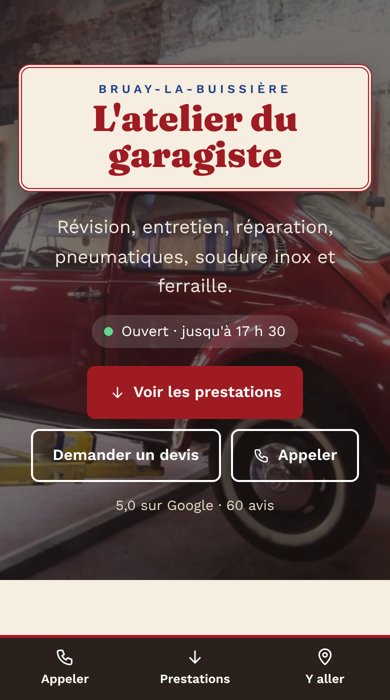 BRUAY-LA-BUISSIÈRE
L'atelier du
garagiste
Révision, entretien, réparation,
pneumatiques, soudure inox et
ferraille.
Ouvert · jusqu'à 17 h 30
Voir les prestations
Demander un devis
Appeler
5,0 sur Google · 60 avis
Appeler
Prestations
Y aller